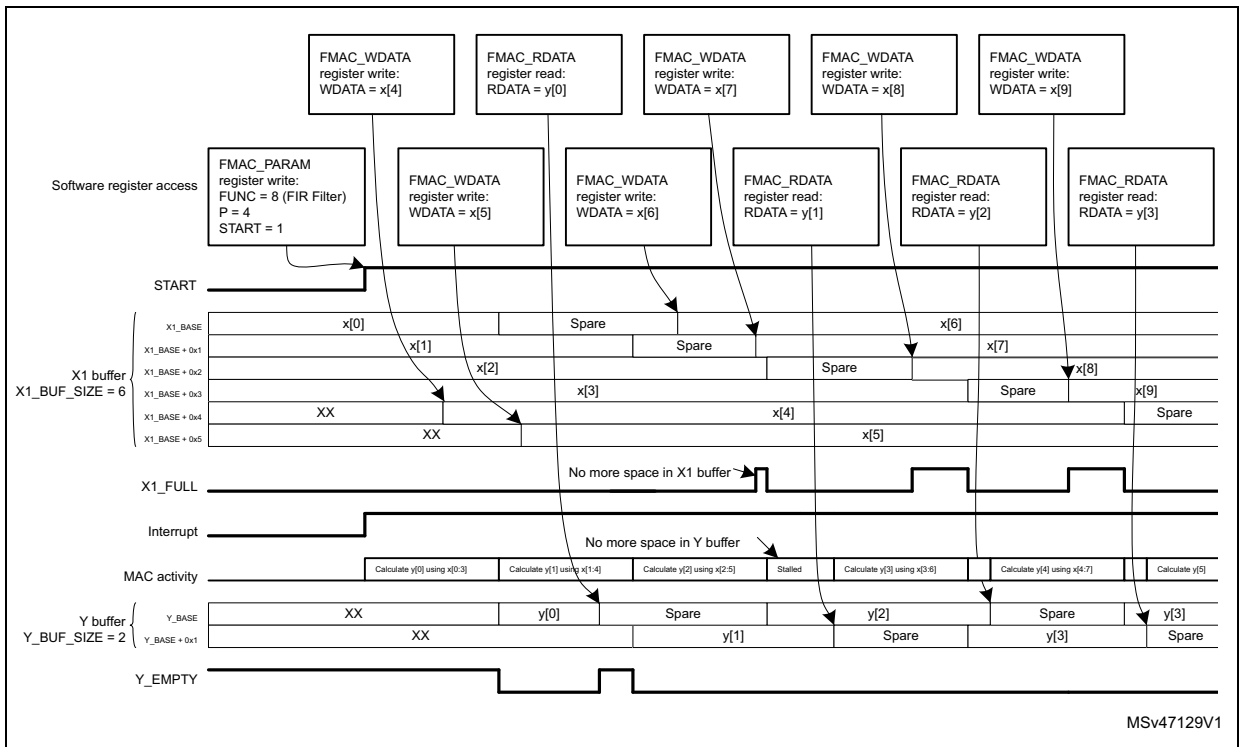 FMAC_WDATA
register write:
WDATA = x[4]
FMAC_RDATA
register read:
RDATA = y[0]
FMAC_WDATA
register write:
WDATA = x[7]
FMAC_WDATA
register write:
WDATA = x[8]
FMAC_WDATA
register write:
WDATA = x[9]
Software register access
FMAC_PARAM
register write:
FUNC = 8 (FIR Filter)
P = 4
START = 1
FMAC_WDATA
register write:
WDATA = x[5]
FMAC_WDATA
register write:
WDATA = x[6]
FMAC_RDATA
register read:
RDATA = y[1]
FMAC_RDATA
register read:
RDATA = y[2]
FMAC_RDATA
register read:
RDATA = y[3]
START
X1 buffer
X1_BUF_SIZE = 6
X1_BASE x[0] Spare x[6]
X1_BASE + 0x1 x[1] Spare x[7]
X1_BASE + 0x2 x[2] Spare x[8]
X1_BASE + 0x3 x[3] Spare x[9]
X1_BASE + 0x4 XX x[4] Spare
X1_BASE + 0x5 XX x[5]
No more space in X1 buffer
X1_FULL
Interrupt
No more space in Y buffer
MAC activity Calculate y[0] using x[0:3] Calculate y[1] using x[1:4] Calculate y[2] using x[2:5] Stalled Calculate y[3] using x[3:6] Calculate y[4] using x[4:7] Calculate y[5]
Y buffer
Y_BUF_SIZE = 2
Y_BASE XX y[0] Spare y[2] Spare y[3]
Y_BASE + 0x1 XX y[1] Spare y[3] Spare
Y_EMPTY
MSv47129V1